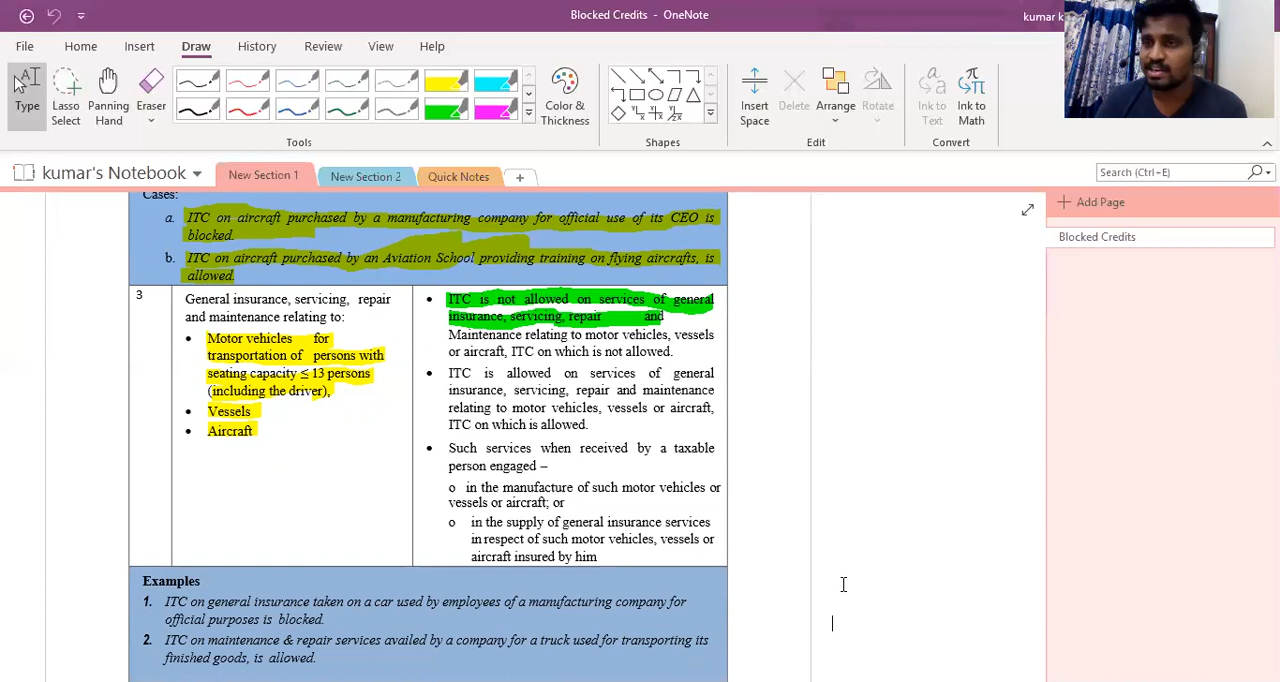 Blocked Credits - OneNote
kumar k
File Home Insert Draw History Review View Help
Type
Lasso Select
Panning Hand
Eraser
Color & Thickness
Insert Space
Delete
Arrange
Rotate
Ink to Text
Ink to Math
Tools
Shapes
Edit
Convert
kumar's Notebook
New Section 1
New Section 2
Quick Notes
Search (Ctrl+E)
Add Page
Blocked Credits
Cases:
a. ITC on aircraft purchased by a manufacturing company for official use of its CEO is
blocked.
b. ITC on aircraft purchased by an Aviation School providing training on flying aircrafts, is
allowed.
3
General insurance, servicing, repair
and maintenance relating to:
• Motor vehicles for
transportation of persons with
seating capacity ≤ 13 persons
(including the driver),
• Vessels
• Aircraft
• ITC is not allowed on services of general
insurance, servicing, repair and
Maintenance relating to motor vehicles, vessels
or aircraft, ITC on which is not allowed.
• ITC is allowed on services of general
insurance, servicing, repair and maintenance
relating to motor vehicles, vessels or aircraft,
ITC on which is allowed.
• Such services when received by a taxable
person engaged –
o in the manufacture of such motor vehicles or
vessels or aircraft; or
o in the supply of general insurance services
in respect of such motor vehicles, vessels or
aircraft insured by him
Examples
1. ITC on general insurance taken on a car used by employees of a manufacturing company for
official purposes is blocked.
2. ITC on maintenance & repair services availed by a company for a truck used for transporting its
finished goods, is allowed.